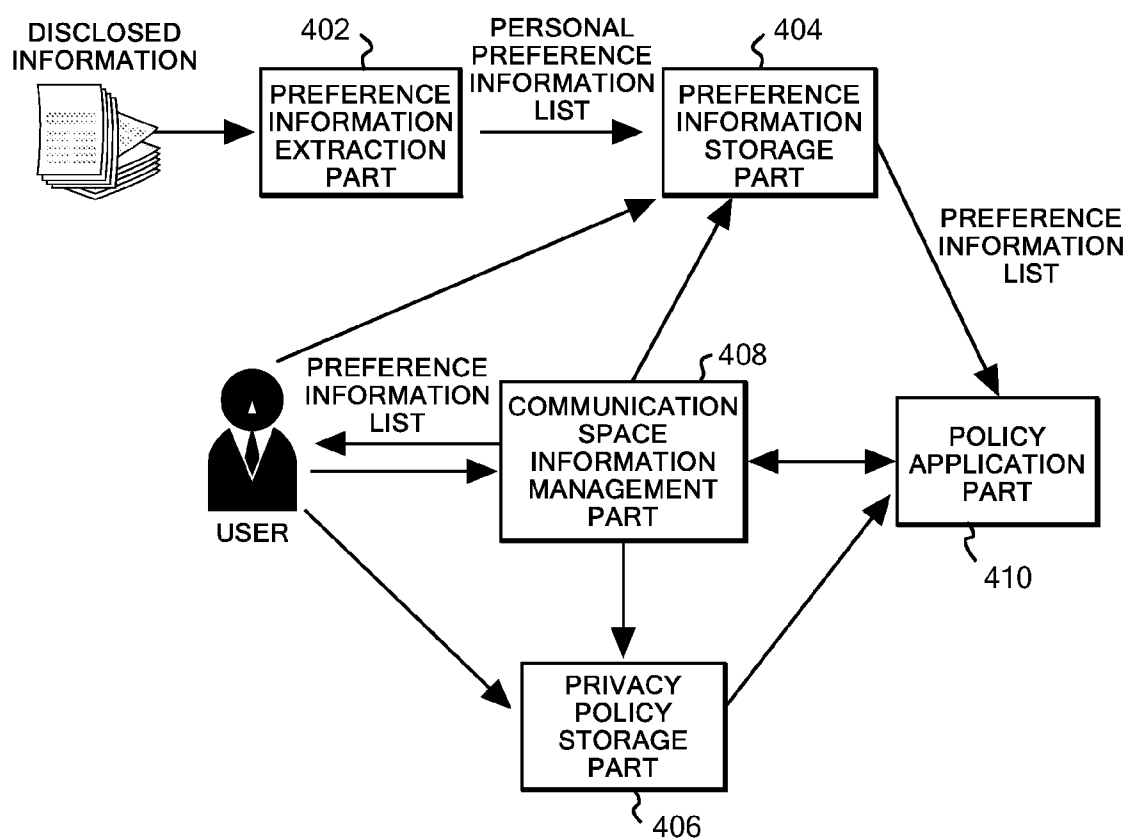 DISCLOSED
INFORMATION
402
PREFERENCE
INFORMATION
EXTRACTION
PART
PERSONAL
PREFERENCE
INFORMATION
LIST
404
PREFERENCE
INFORMATION
STORAGE
PART
PREFERENCE
INFORMATION
LIST
USER
PREFERENCE
INFORMATION
LIST
408
COMMUNICATION
SPACE
INFORMATION
MANAGEMENT
PART
POLICY
APPLICATION
PART
410
PRIVACY
POLICY
STORAGE
PART
406